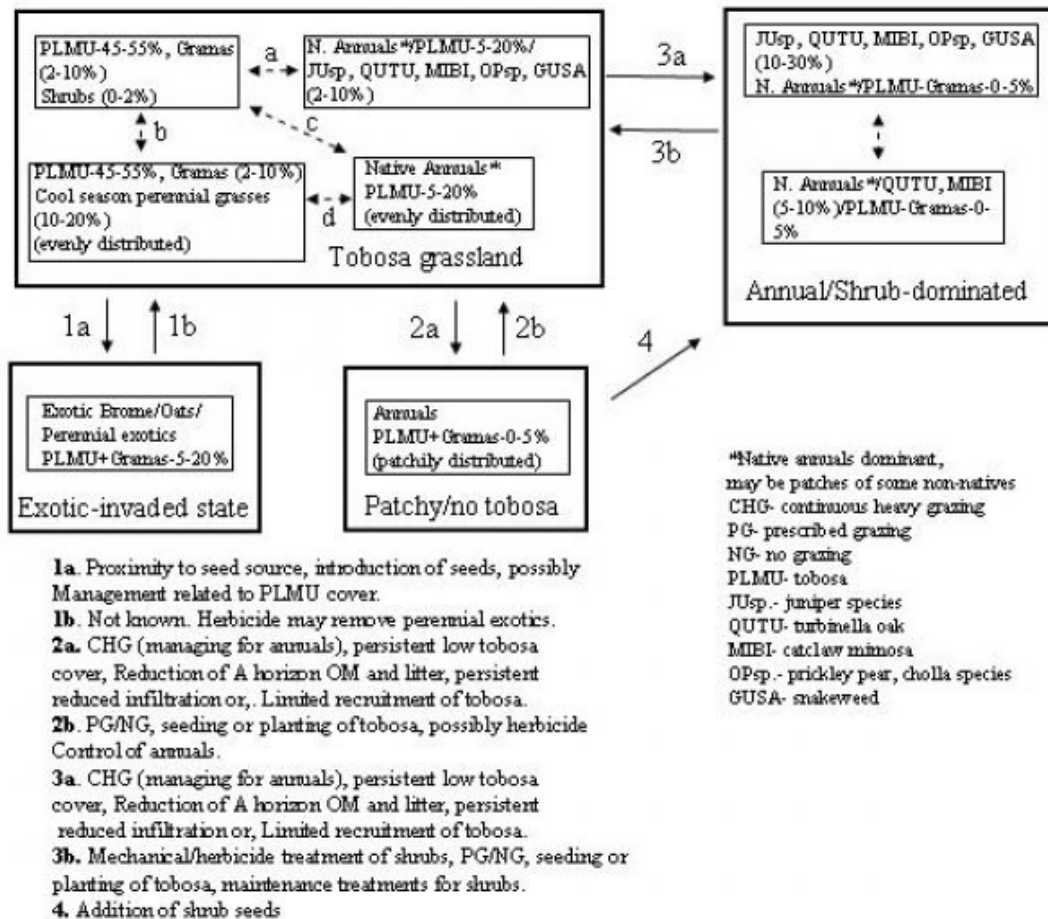 PLMU-45-55%, Gramas
(2-10%)
Shrubs (0-2%)
a
N. Annuals*/PLMU-5-20%/
JUsp, QUTU, MIBI, OPsp, GUSA
(2-10%)
b
c
PLMU-45-55%, Gramas (2-10%)
Cool season perennial grasses
(10-20%)
(evenly distributed)
d
Native Annuals*
PLMU-5-20%
(evenly distributed)
Tobosa grassland
3a
3b
JUsp, QUTU, MIBI, OPsp, GUSA
(10-30%)
N. Annuals*/PLMU-Gramas-0-5%
N. Annuals*/QUTU, MIBI
(5-10%)/PLMU-Gramas-0-
5%
Annual/Shrub-dominated
1a
1b
2a
2b
4
Exotic Brome/Oats/
Perennial exotics
PLMU+Gramas-5-20%
Exotic-invaded state
Annuals
PLMU+Gramas-0-5%
(patchily distributed)
Patchy/no tobosa
*Native annuals dominant,
may be patches of some non-natives
CHG- continuous heavy grazing
PG- prescribed grazing
NG- no grazing
PLMU- tobosa
JUsp.- juniper species
QUTU- turbinella oak
MIBI- catclaw mimosa
OPsp.- prickley pear, cholla species
GUSA- snakeweed
1a. Proximity to seed source, introduction of seeds, possibly
Management related to PLMU cover.
1b. Not known. Herbicide may remove perennial exotics.
2a. CHG (managing for annuals), persistent low tobosa
cover, Reduction of A horizon OM and litter, persistent
reduced infiltration or,. Limited recruitment of tobosa.
2b. PG/NG, seeding or planting of tobosa, possibly herbicide
Control of annuals.
3a. CHG (managing for annuals), persistent low tobosa
cover, Reduction of A horizon OM and litter, persistent
reduced infiltration or, Limited recruitment of tobosa.
3b. Mechanical/herbicide treatment of shrubs, PG/NG, seeding or
planting of tobosa, maintenance treatments for shrubs.
4. Addition of shrub seeds